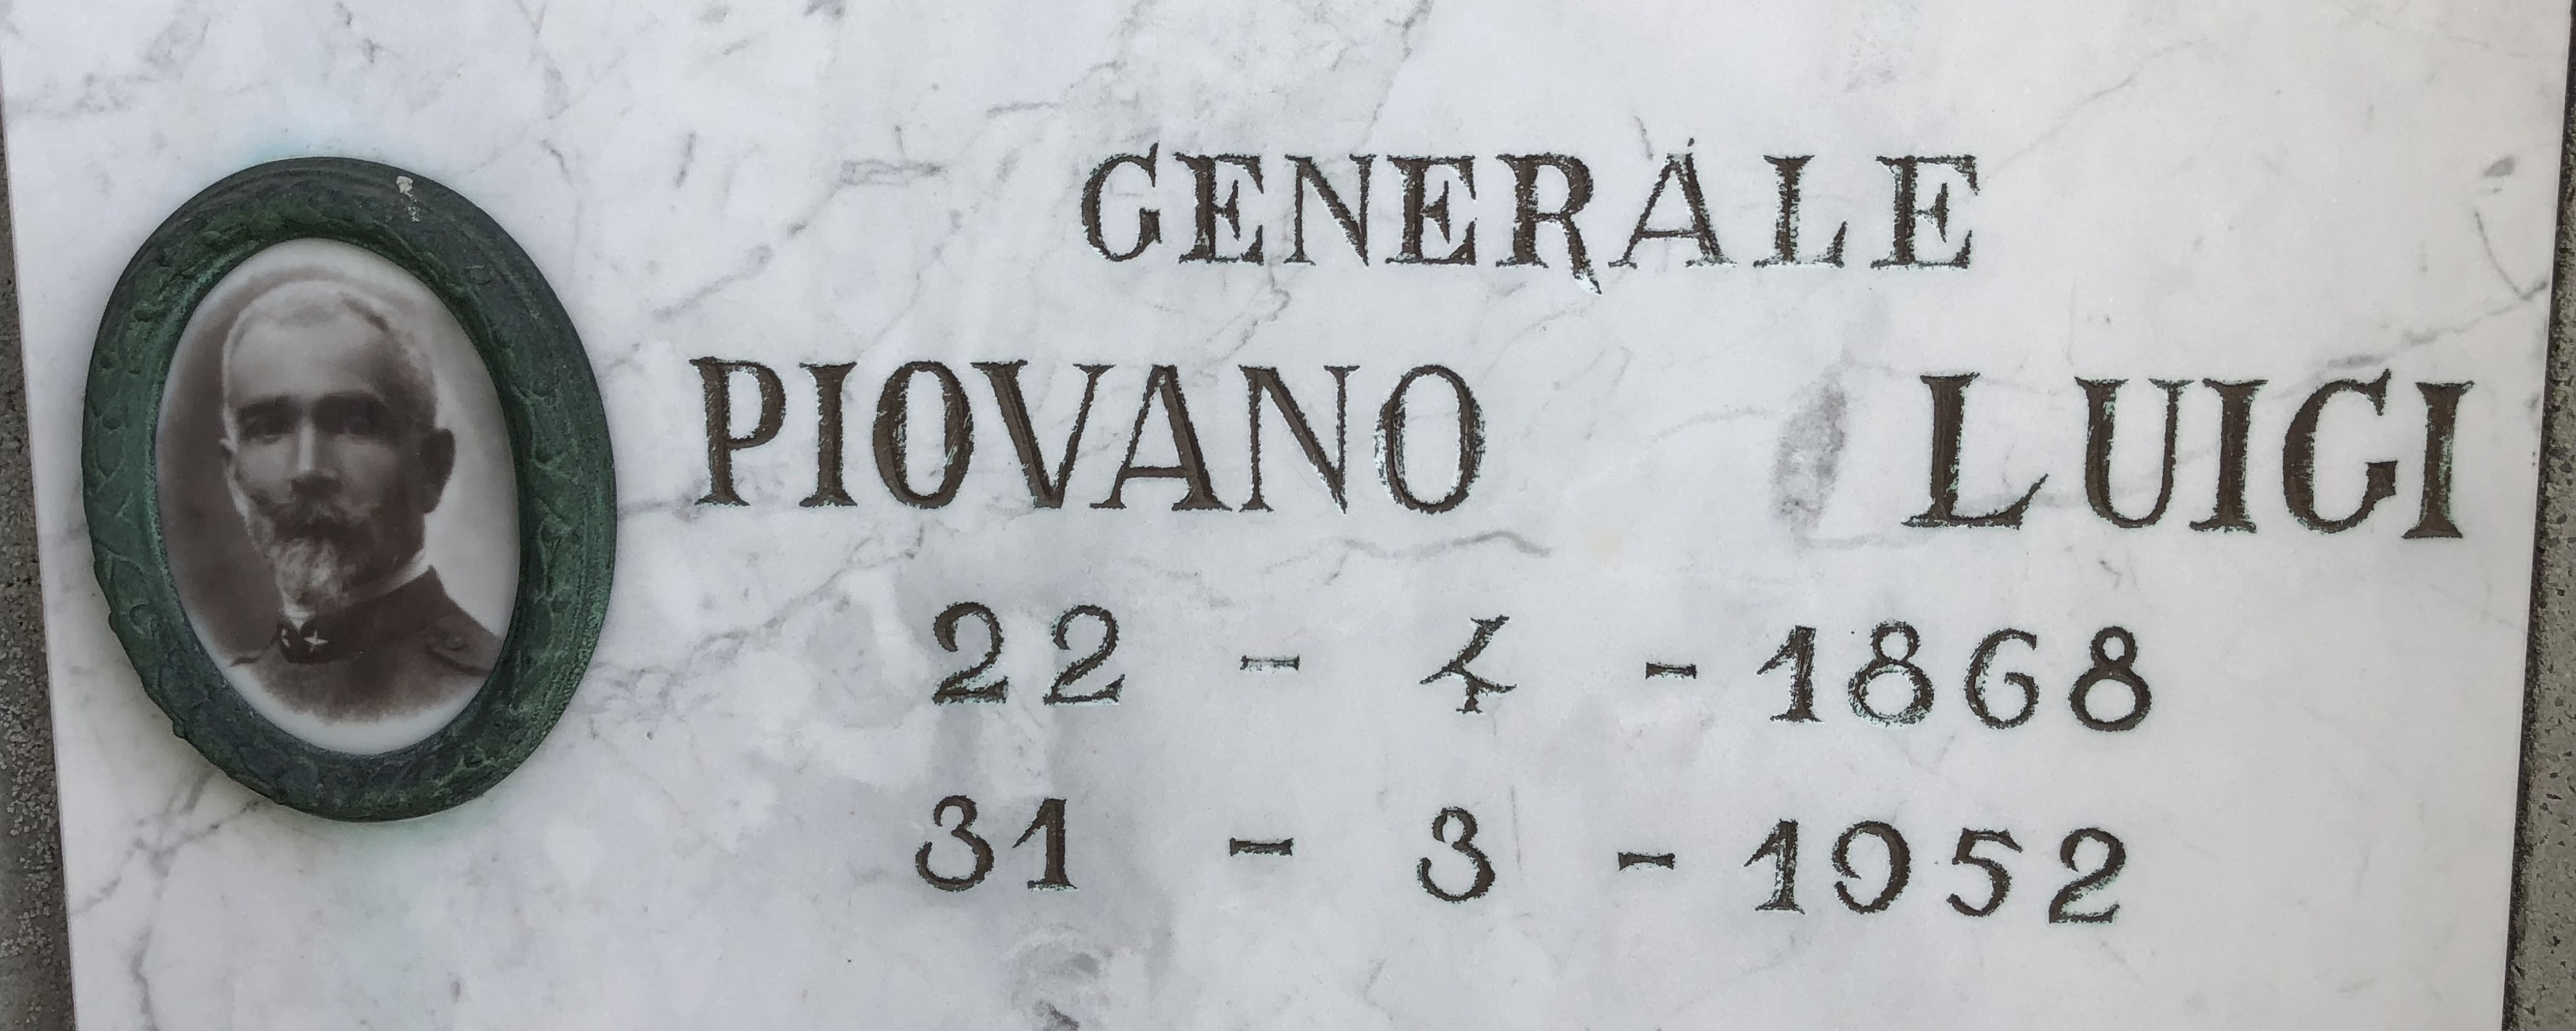 GENERALE
PIOVANO LUIGI
22 - 4 - 1868
31 - 3 - 1952